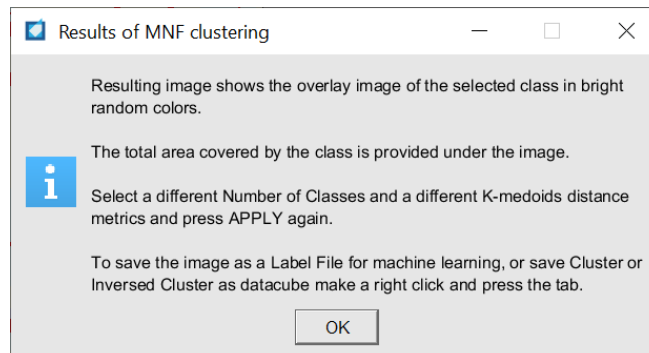 Results of MNF clustering
Resulting image shows the overlay image of the selected class in bright
random colors.
The total area covered by the class is provided under the image.
Select a different Number of Classes and a different K-medoids distance
metrics and press APPLY again.
To save the image as a Label File for machine learning, or save Cluster or
Inversed Cluster as datacube make a right click and press the tab.
OK